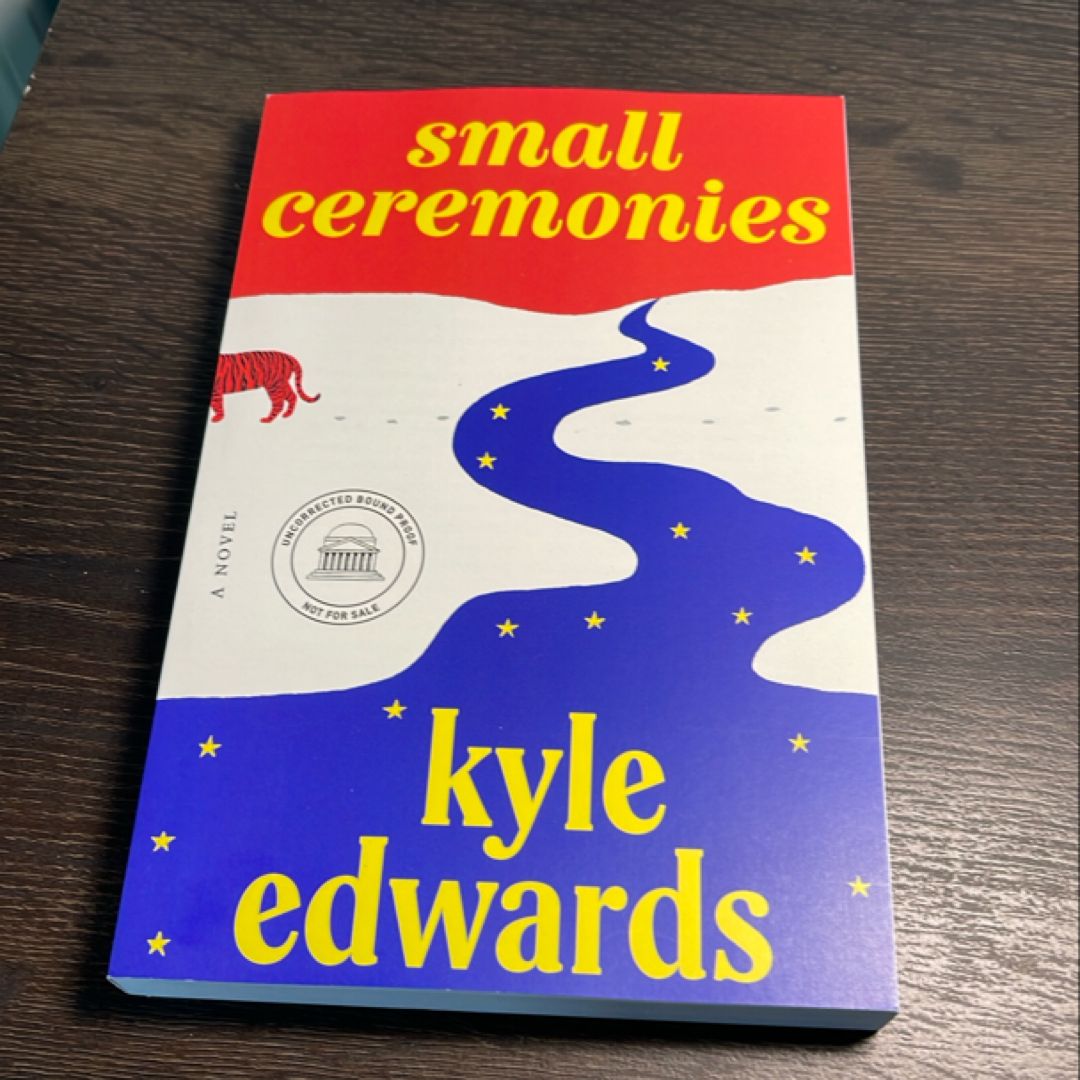 small
ceremonies
A NOVEL
UNCORRECTED BOUND PROOF
NOT FOR SALE
kyle
edwards